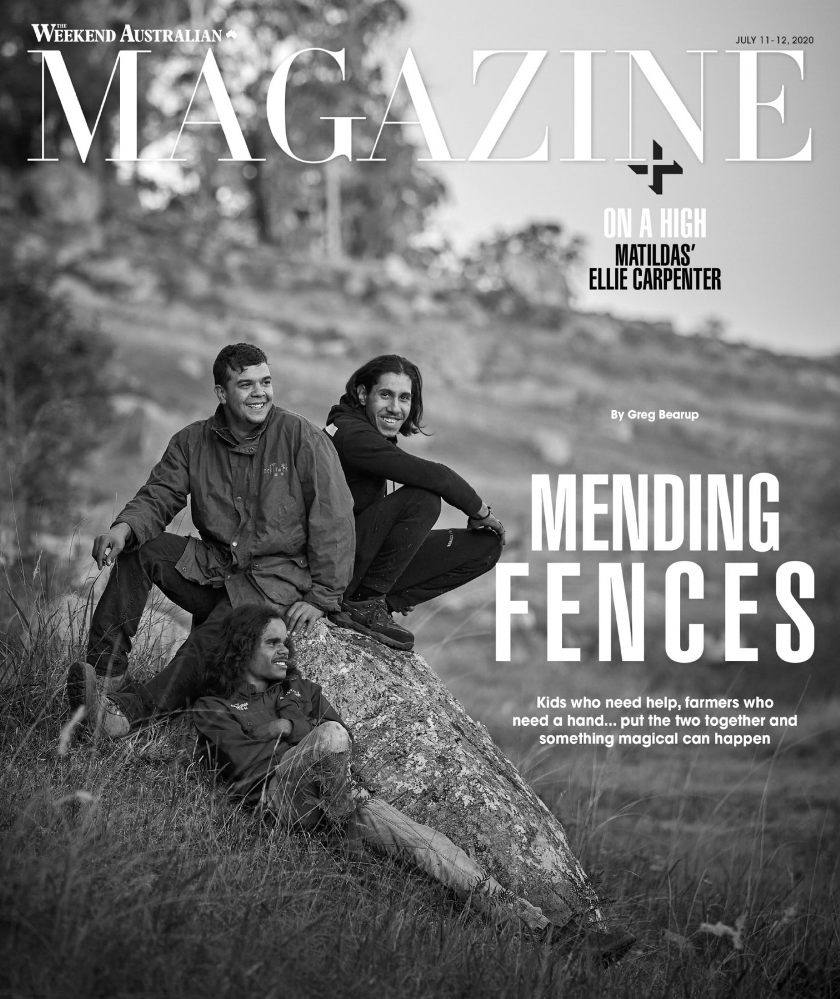 THE
WEEKEND AUSTRALIAN
JULY 11-12, 2020
MAGAZINE
ON A HIGH
MATILDAS'
ELLIE CARPENTER
By Greg Bearup
MENDING
FENCES
Kids who need help, farmers who
need a hand... put the two together and
something magical can happen